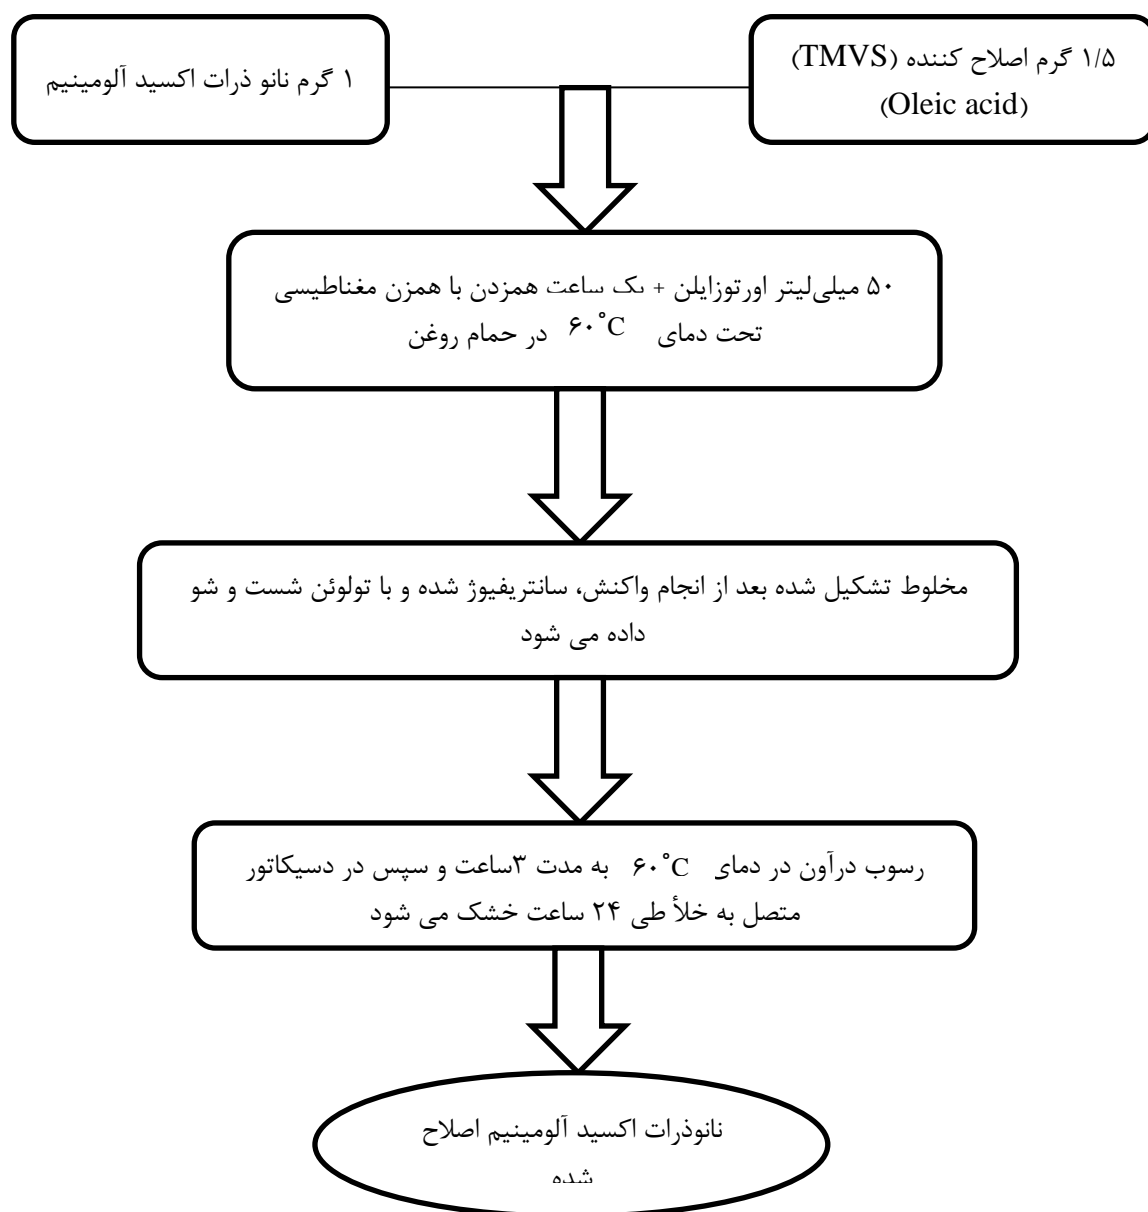 ۱/۵ گرم اصلاح کننده (TMVS)
(Oleic acid)
۱ گرم نانو ذرات اکسید آلومینیم
۵۰ میلی‌لیتر اورتوزایلن + یک ساعت همزدن با همزن مغناطیسی
تحت دمای ۶۰˚C در حمام روغن
مخلوط تشکیل شده بعد از انجام واکنش، سانتریفیوژ شده و با تولوئن شست و شو
داده می شود
رسوب درآون در دمای ۶۰˚C به مدت ۳ساعت و سپس در دسیکاتور
متصل به خلأ طی ۲۴ ساعت خشک می شود
نانوذرات اکسید آلومینیم اصلاح
شده